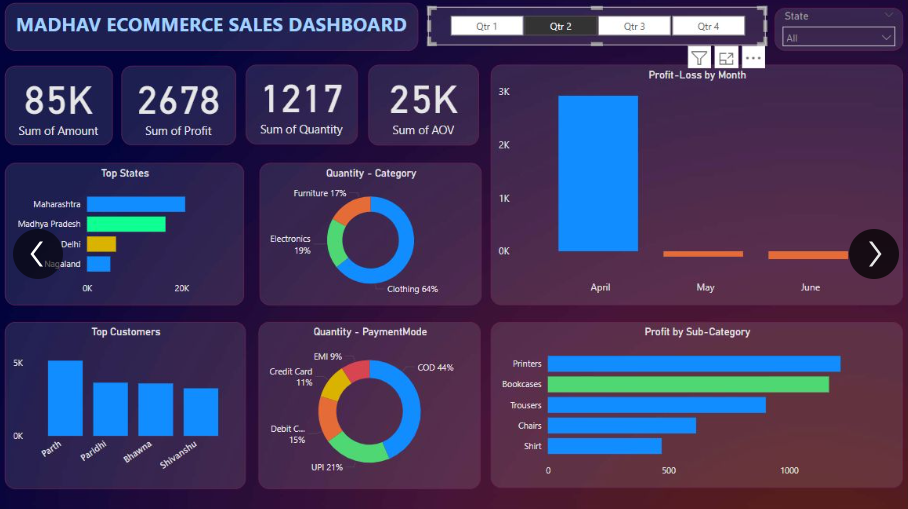 MADHAV ECOMMERCE SALES DASHBOARD
Qtr 1
Qtr 2
Qtr 3
Qtr 4
State
All
85K
Sum of Amount
2678
Sum of Profit
1217
Sum of Quantity
25K
Sum of AOV
Profit-Loss by Month
3K
2K
1K
0K
April
May
June
Top States
Maharashtra
Madhya Pradesh
Delhi
Nagaland
0K
20K
Quantity - Category
Furniture 17%
Electronics
19%
Clothing 64%
Top Customers
5K
0K
Parth
Paridhi
Bhawna
Shivanshu
Quantity - PaymentMode
EMI 9%
COD 44%
Credit Card
11%
Debit C...
15%
UPI 21%
Profit by Sub-Category
Printers
Bookcases
Trousers
Chairs
Shirt
0
500
1000